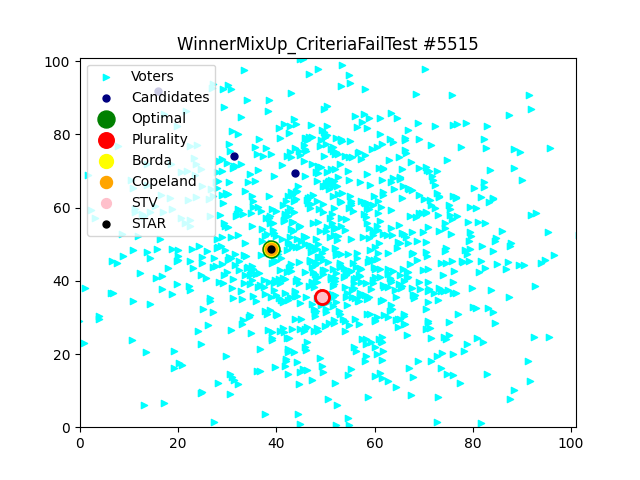 WinnerMixUp_CriteriaFailTest #5515
100
80
60
40
20
0
Voters
Candidates
Optimal
Plurality
Borda
Copeland
STV
STAR
0 20 40 60 80 100